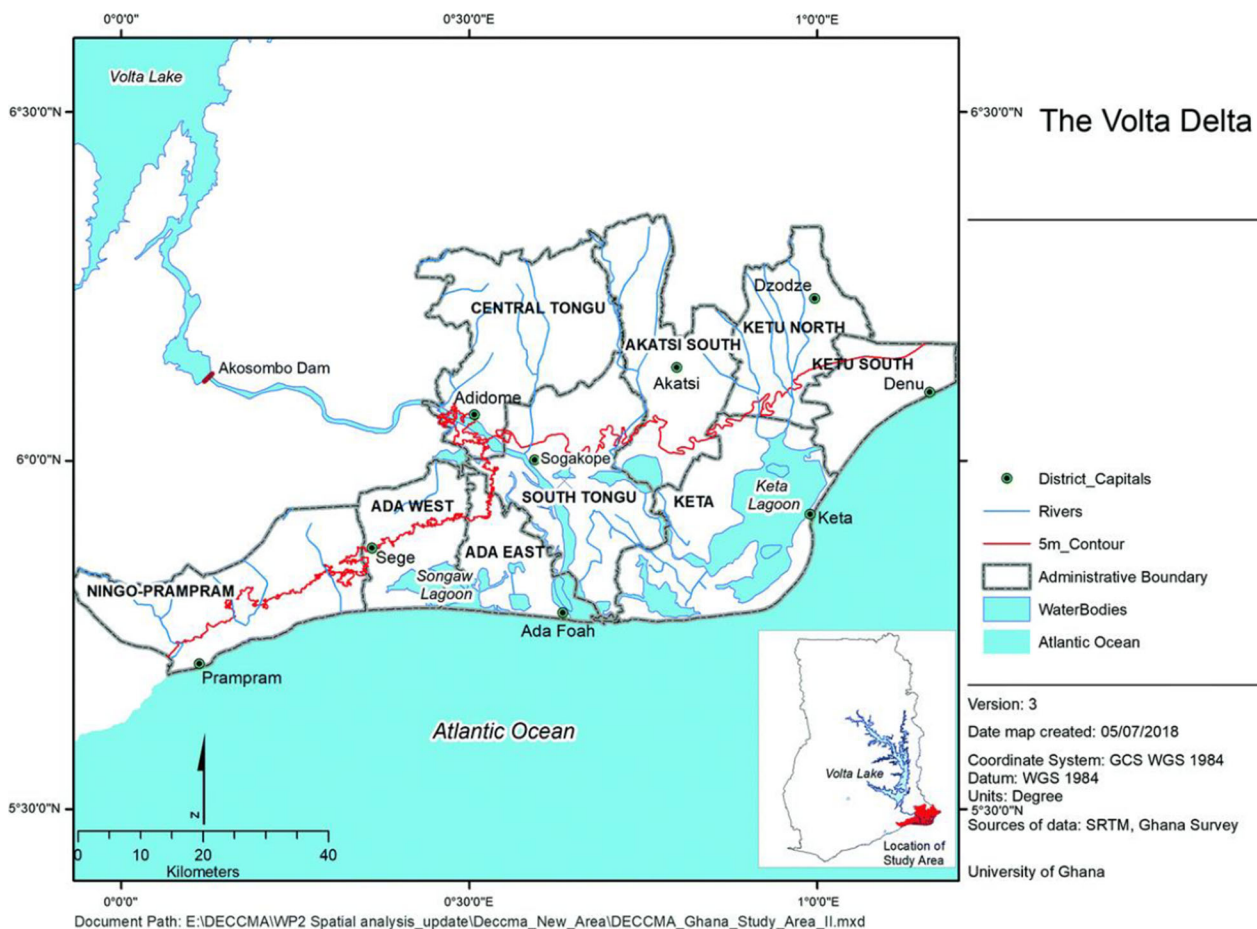 0°0'0"
0°30'0"E
1°0'0"E
Volta Lake
6°30'0"N
6°30'0"N
The Volta Delta
Dzodze
CENTRAL TONGU
KETU NORTH
AKATSI SOUTH
KETU SOUTH
Akosombo Dam
Akatsi
Denu
Adidome
6°0'0"N
Sogakope
6°0'0"N
SOUTH TONGU
KETA
Keta
Lagoon
District_Capitals
ADA WEST
Keta
Rivers
5m_Contour
Sege
ADA EAST
Administrative Boundary
NINGO-PRAMPRAM
Songaw
Lagoon
WaterBodies
Ada Foah
Atlantic Ocean
Prampram
Version: 3
Atlantic Ocean
Date map created: 05/07/2018
Coordinate System: GCS WGS 1984
Volta Lake
Datum: WGS 1984
Units: Degree
5°30'0"N
5°30'0"N
Sources of data: SRTM, Ghana Survey
N
0 10 20 40
Kilometers
Location of
Study Area
University of Ghana
0°0'0"
0°30'0"E
1°0'0"E
Document Path: E:\DECCMA\WP2 Spatial analysis_update\Deccma_New_Area\DECCMA_Ghana_Study_Area_II.mxd